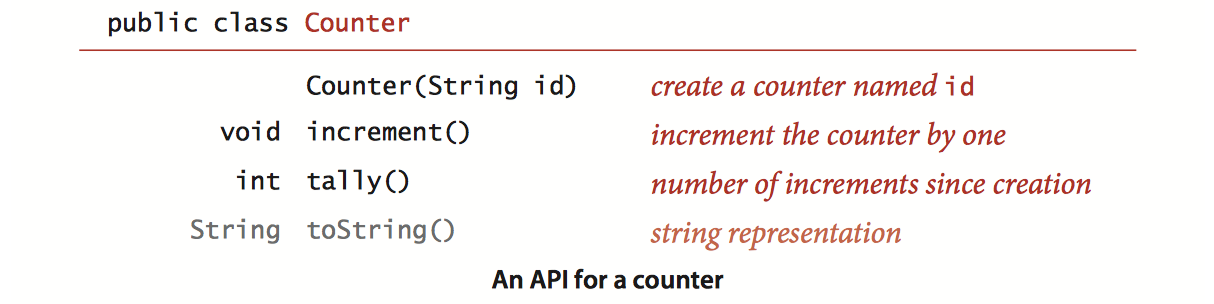 public class Counter
Counter(String id) create a counter named id
void increment() increment the counter by one
int tally() number of increments since creation
String toString() string representation
An API for a counter